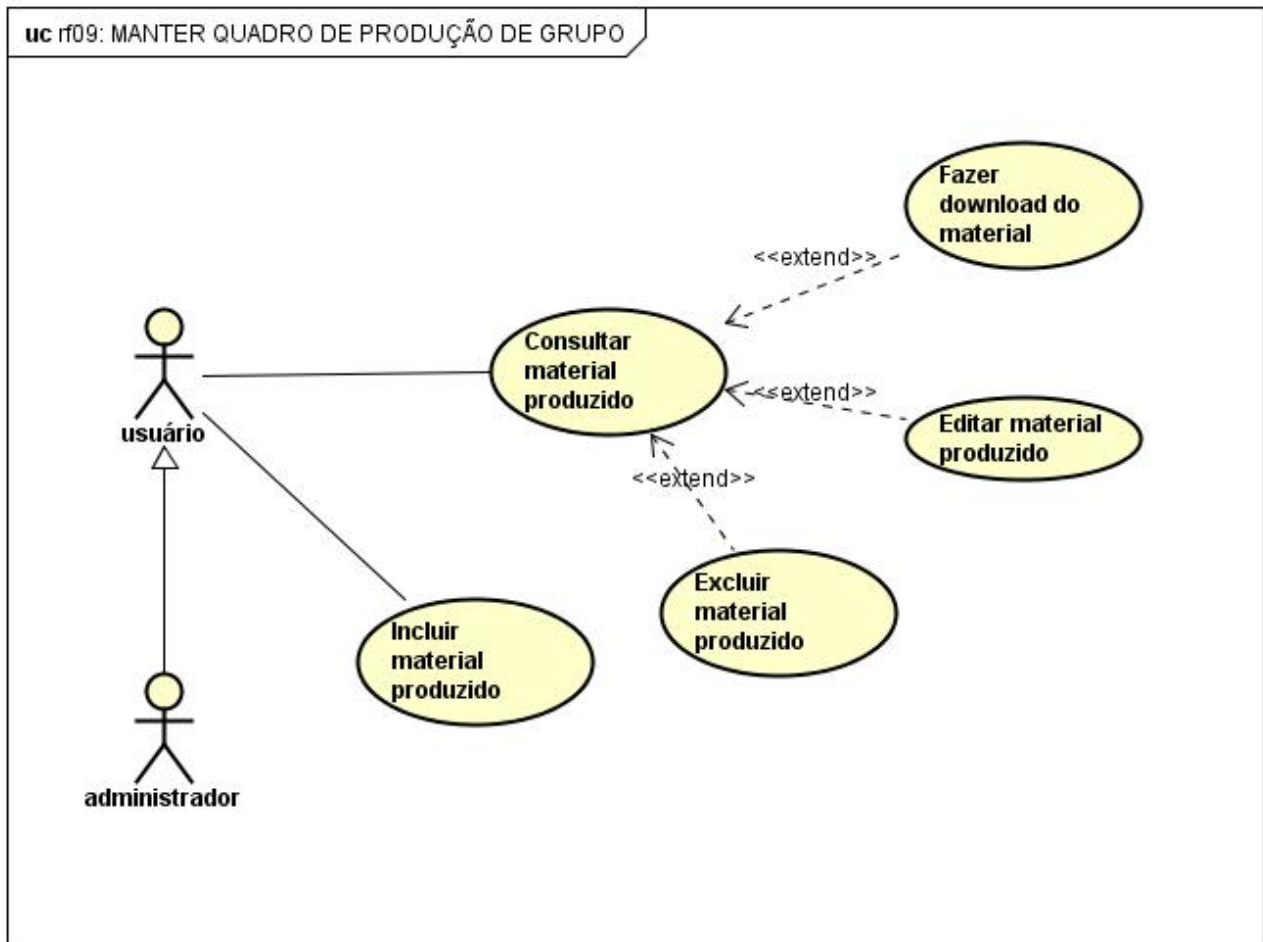 uc rf09: MANTER QUADRO DE PRODUÇÃO DE GRUPO
Fazer
download do
material
<<extend>>
Consultar
material
produzido
<<extend>>
Editar material
produzido
usuário
<<extend>>
Excluir
material
produzido
Incluir
material
produzido
administrador